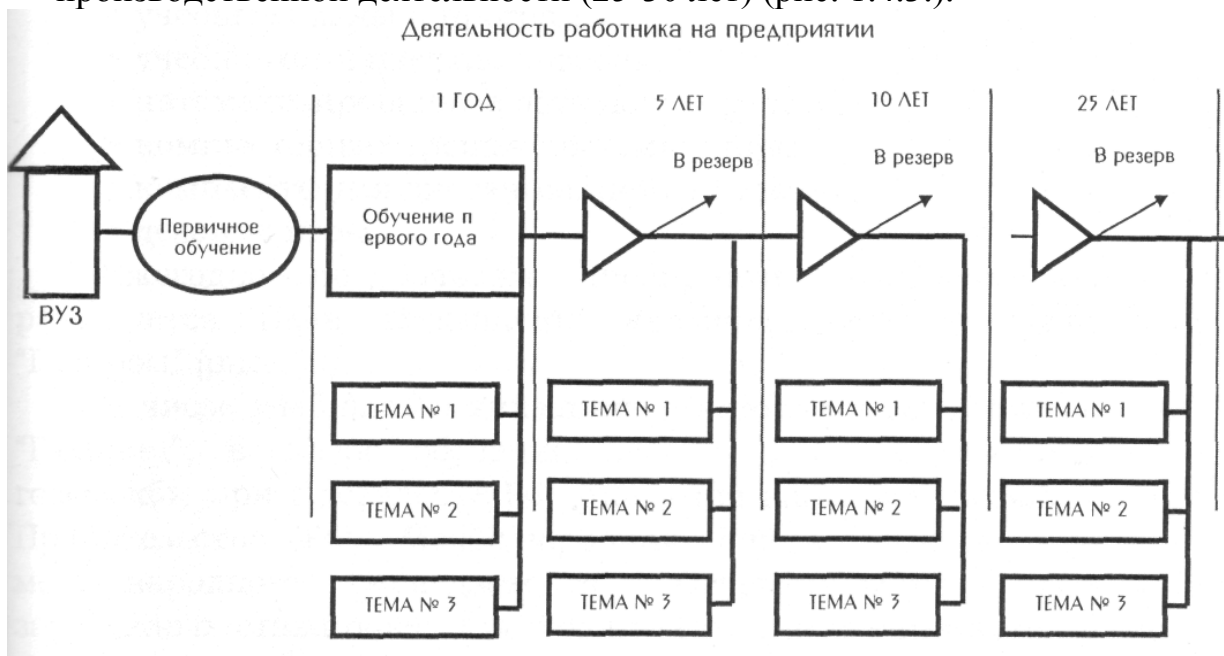 производственной деятельности (25-30 лет) (рис. 1.4.3.).
Деятельность работника на предприятии
1 ГОД
5 ЛЕТ
10 ЛЕТ
25 ЛЕТ
В резерв
В резерв
В резерв
Первичное
обучение
Обучение п
ервого года
ВУЗ
ТЕМА № 1
ТЕМА № 1
ТЕМА № 1
ТЕМА № 1
ТЕМА № 2
ТЕМА № 2
ТЕМА № 2
ТЕМА № 2
ТЕМА № 3
ТЕМА № 3
ТЕМА № 3
ТЕМА № 3